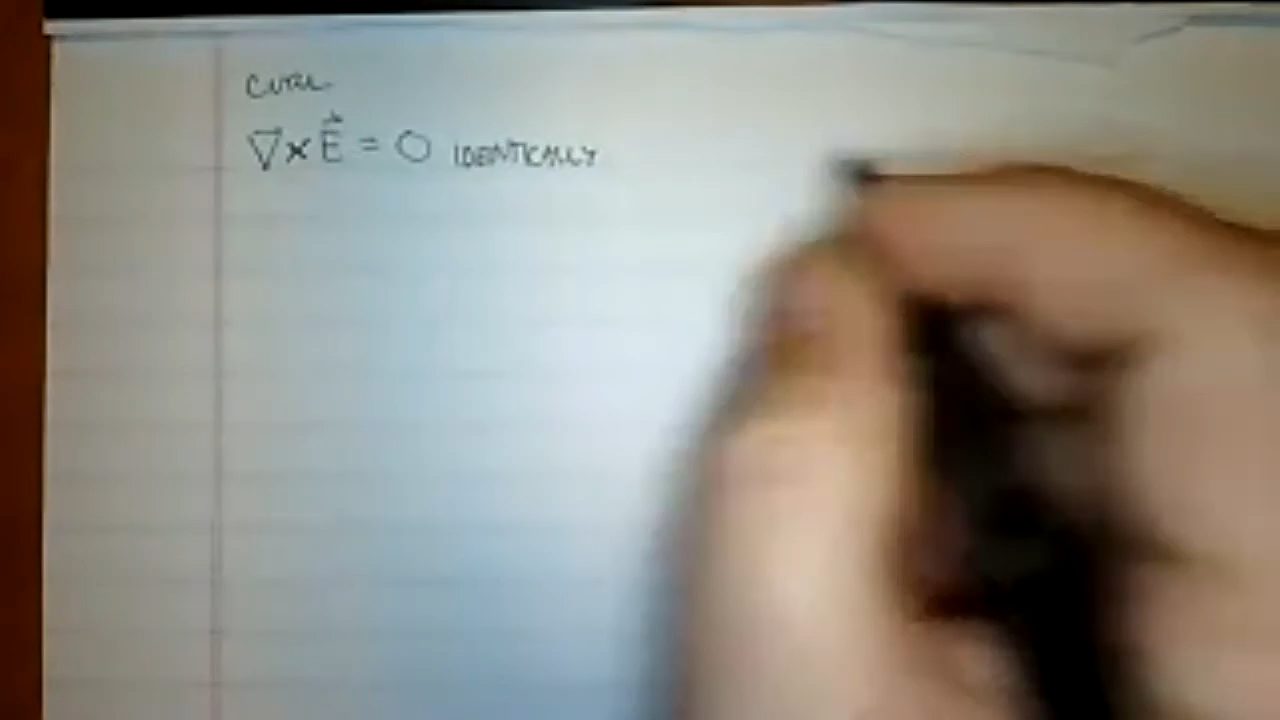 CURL
∇ × E⃗ = 0 IDENTICALLY